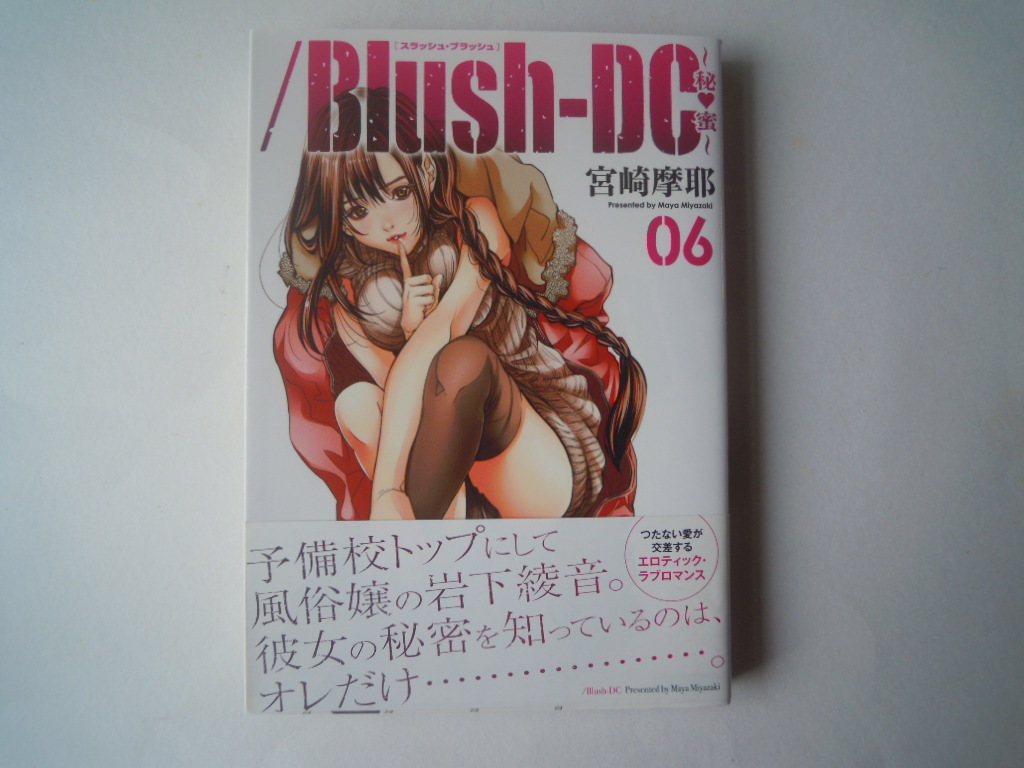 [スラッシュ・ブラッシュ]
/Blush-DC
～秘♥蜜～
宮崎摩耶
Presented by Maya Miyazaki
06
つたない愛が
交差する
エロティック・
ラブロマンス
予備校トップにして
風俗嬢の岩下綾音。
彼女の秘密を知っているのは、
オレだけ……………………。
/Blush-DC Presented by Maya Miyazaki